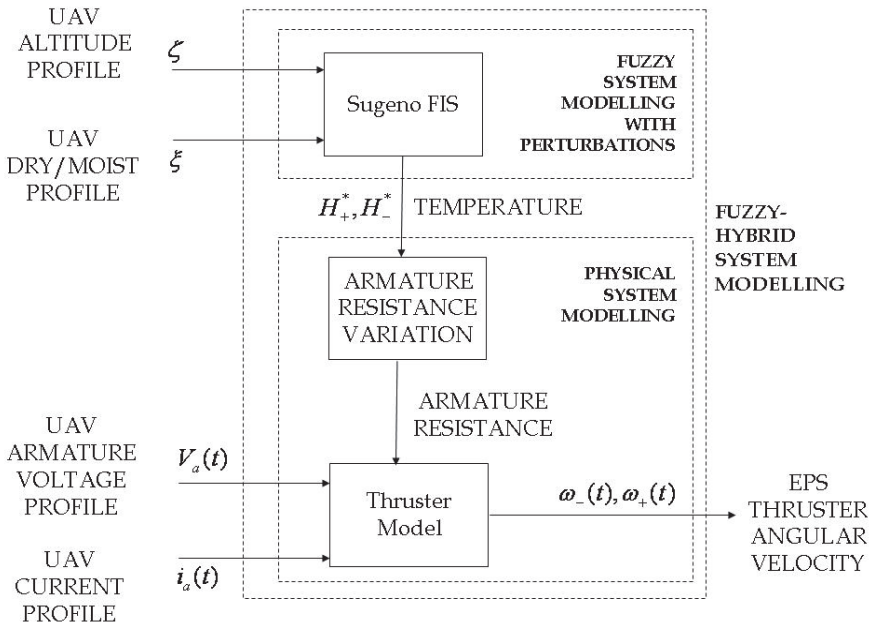 UAV
ALTITUDE
PROFILE
ζ
Sugeno FIS
FUZZY
SYSTEM
MODELLING
WITH
PERTURBATIONS
UAV
DRY/MOIST
PROFILE
ξ
H*₊, H*₋ TEMPERATURE
FUZZY-
HYBRID
SYSTEM
MODELLING
ARMATURE
RESISTANCE
VARIATION
PHYSICAL
SYSTEM
MODELLING
ARMATURE
RESISTANCE
UAV
ARMATURE
VOLTAGE
PROFILE
Vₐ(t)
Thruster
Model
ω₋(t), ω₊(t)
EPS
THRUSTER
ANGULAR
VELOCITY
UAV
CURRENT
PROFILE
iₐ(t)